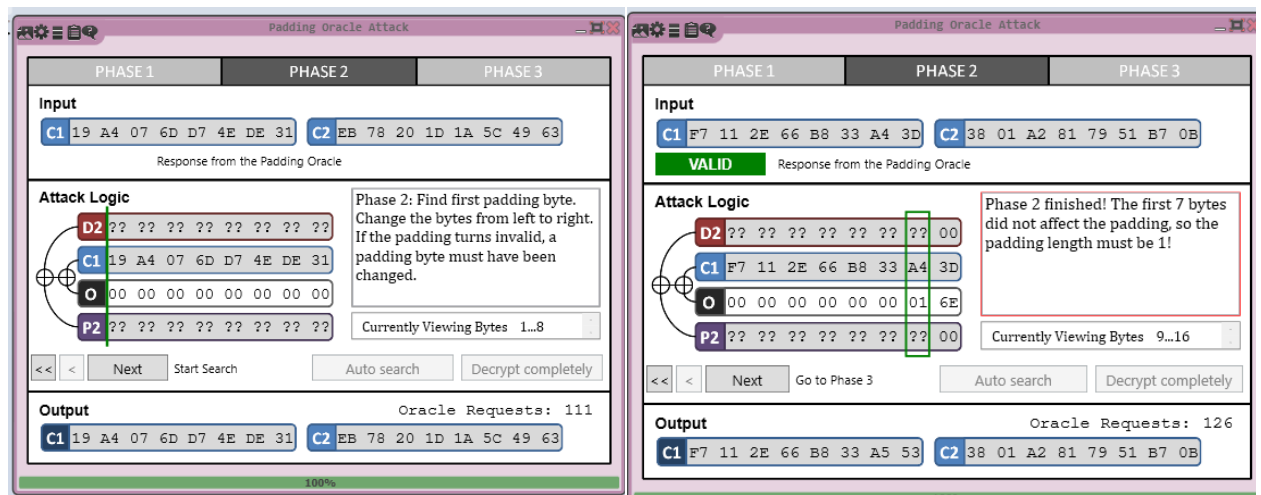 Padding Oracle Attack
PHASE 1 PHASE 2 PHASE 3
Input
C1 19 A4 07 6D D7 4E DE 31 C2 EB 78 20 1D 1A 5C 49 63
Response from the Padding Oracle
Attack Logic
D2 ?? ?? ?? ?? ?? ?? ?? ??
C1 19 A4 07 6D D7 4E DE 31
O 00 00 00 00 00 00 00 00
P2 ?? ?? ?? ?? ?? ?? ?? ??
Phase 2: Find first padding byte.
Change the bytes from left to right.
If the padding turns invalid, a
padding byte must have been
changed.
Currently Viewing Bytes 1...8
<< < Next Start Search Auto search Decrypt completely
Output Oracle Requests: 111
C1 19 A4 07 6D D7 4E DE 31 C2 EB 78 20 1D 1A 5C 49 63
100%
Padding Oracle Attack
PHASE 1 PHASE 2 PHASE 3
Input
C1 F7 11 2E 66 B8 33 A4 3D C2 38 01 A2 81 79 51 B7 0B
VALID Response from the Padding Oracle
Attack Logic
D2 ?? ?? ?? ?? ?? ?? ?? 00
C1 F7 11 2E 66 B8 33 A4 3D
O 00 00 00 00 00 00 01 6E
P2 ?? ?? ?? ?? ?? ?? ?? 00
Phase 2 finished! The first 7 bytes
did not affect the padding, so the
padding length must be 1!
Currently Viewing Bytes 9...16
<< < Next Go to Phase 3 Auto search Decrypt completely
Output Oracle Requests: 126
C1 F7 11 2E 66 B8 33 A5 53 C2 38 01 A2 81 79 51 B7 0B